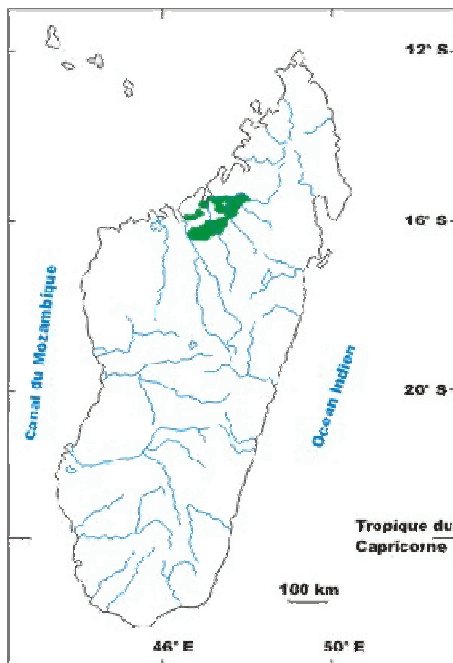 12° S
16° S
Canal du Mozambique
20° S
Ocean Indien
Tropique du
Capricorne
100 km
46° E
50° E